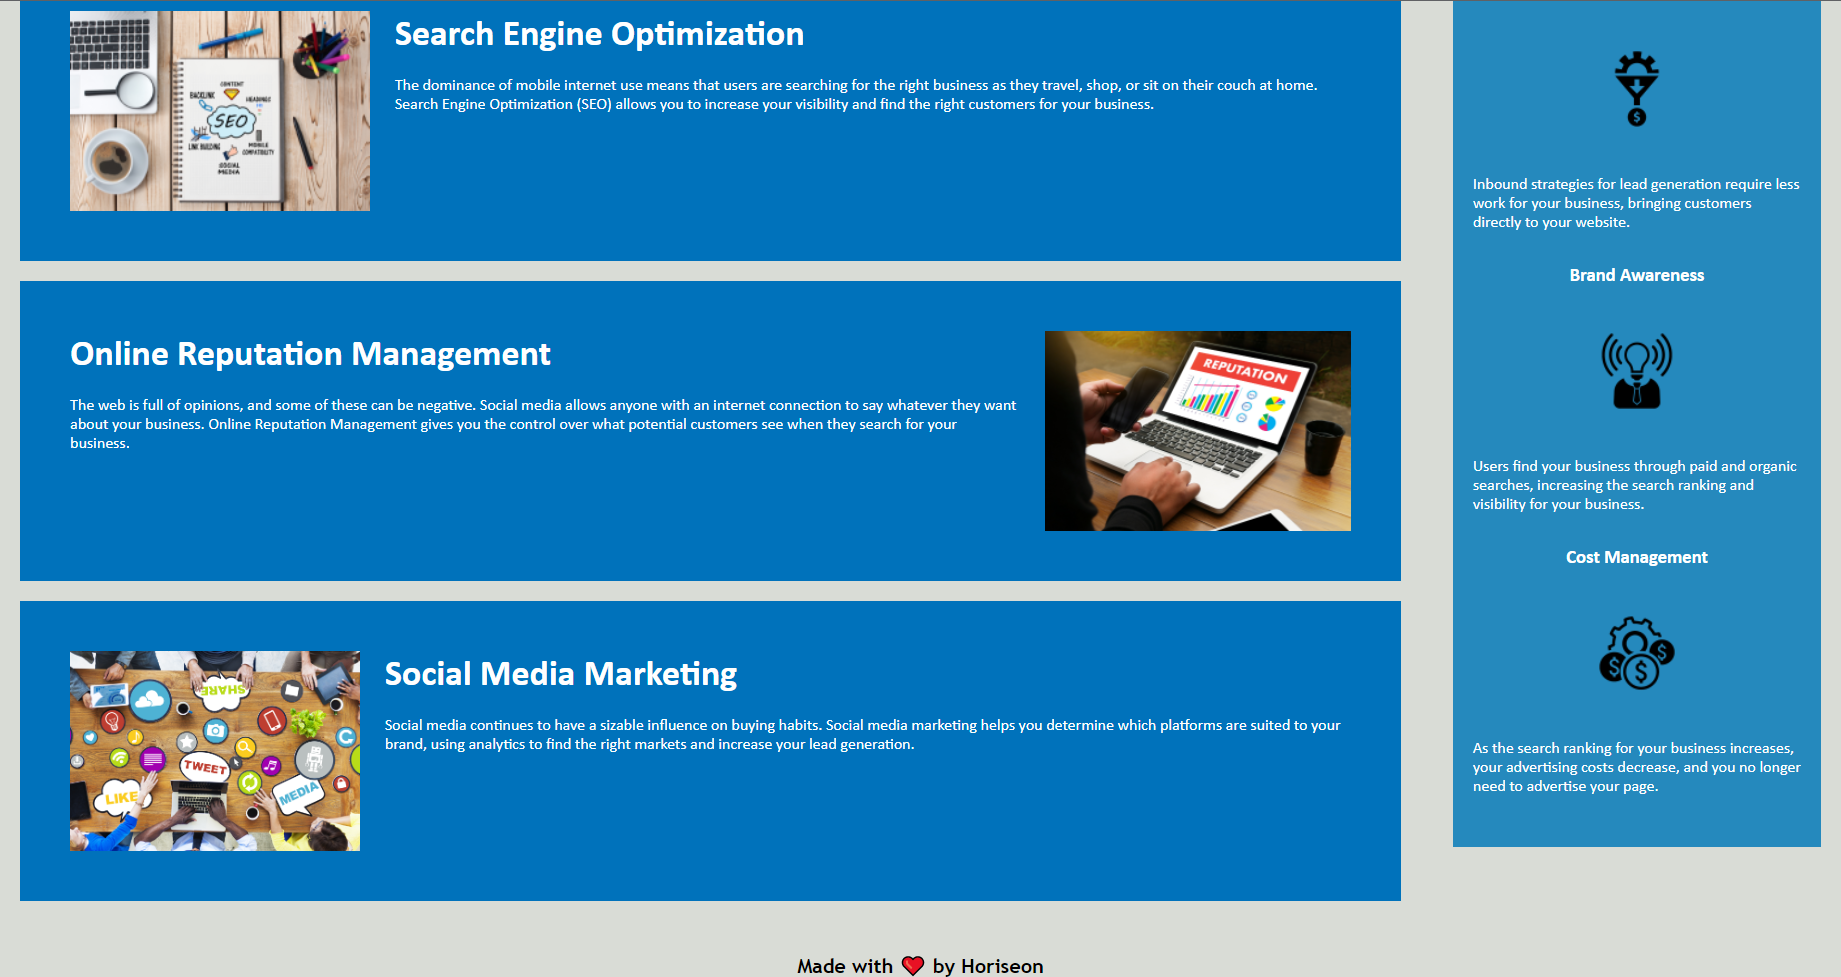 Search Engine Optimization
The dominance of mobile internet use means that users are searching for the right business as they travel, shop, or sit on their couch at home.
Search Engine Optimization (SEO) allows you to increase your visibility and find the right customers for your business.
CONTENT
BACKLINK
HEADINGS
SEO
LINK BUILDING
MOBILE
COMPATIBILITY
SOCIAL
MEDIA
Online Reputation Management
The web is full of opinions, and some of these can be negative. Social media allows anyone with an internet connection to say whatever they want
about your business. Online Reputation Management gives you the control over what potential customers see when they search for your
business.
REPUTATION
Social Media Marketing
Social media continues to have a sizable influence on buying habits. Social media marketing helps you determine which platforms are suited to your
brand, using analytics to find the right markets and increase your lead generation.
SHARE
TWEET
LIKE
MEDIA
$
Inbound strategies for lead generation require less
work for your business, bringing customers
directly to your website.
Brand Awareness
Users find your business through paid and organic
searches, increasing the search ranking and
visibility for your business.
Cost Management
$ $ $
As the search ranking for your business increases,
your advertising costs decrease, and you no longer
need to advertise your page.
Made with ❤️ by Horiseon